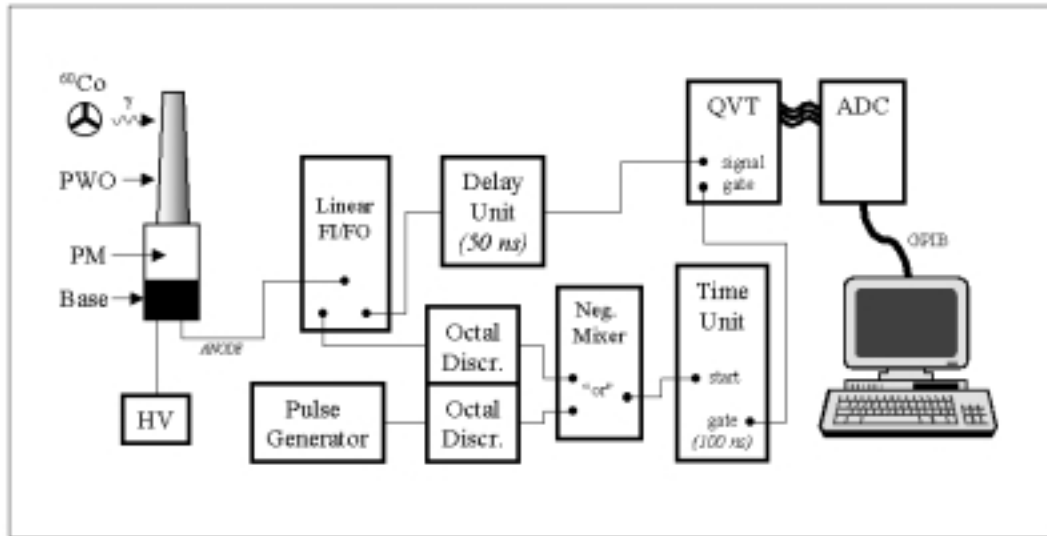 ⁶⁰Co
γ
PWO
PM
Base
HV
ANODE
Linear
FI/FO
Delay
Unit
(50 ns)
Octal
Discr.
Pulse
Generator
Octal
Discr.
Neg.
Mixer
"or"
Time
Unit
start
gate
(100 ns)
QVT
signal
gate
ADC
GPIB